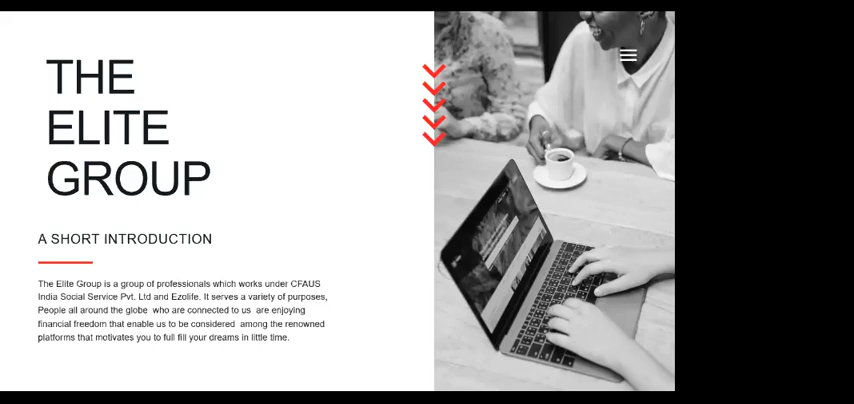 THE
ELITE
GROUP
A SHORT INTRODUCTION
The Elite Group is a group of professionals which works under CFAUS
India Social Service Pvt. Ltd and Ezolife. It serves a variety of purposes,
People all around the globe who are connected to us are enjoying
financial freedom that enable us to be considered among the renowned
platforms that motivates you to full fill your dreams in little time.